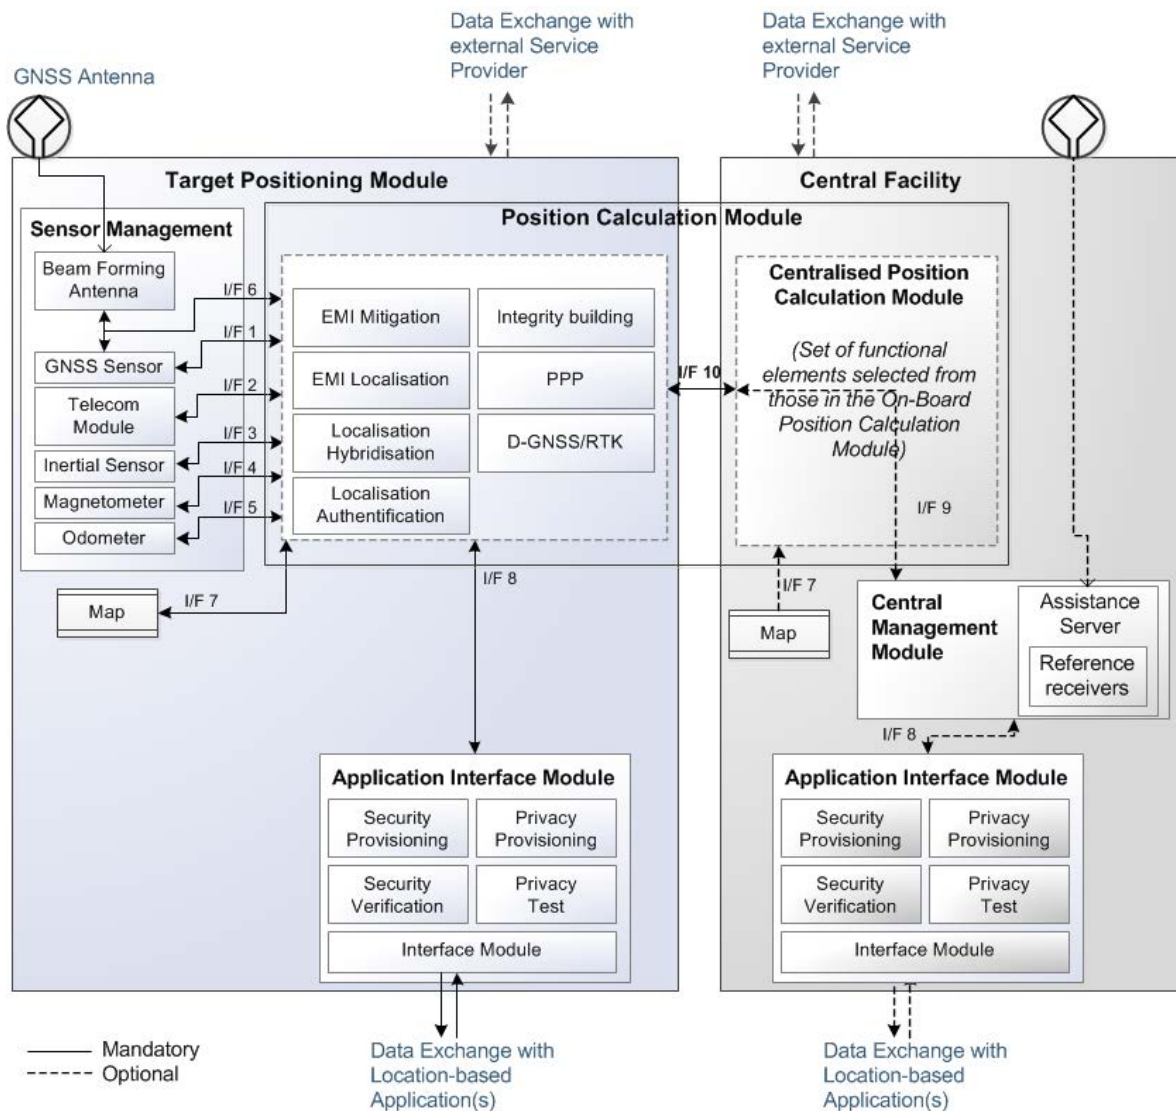 Data Exchange with
external Service
Provider
Data Exchange with
external Service
Provider
GNSS Antenna
Target Positioning Module
Central Facility
Position Calculation Module
Sensor Management
Beam Forming
Antenna
I/F 6
I/F 1
GNSS Sensor
I/F 2
Telecom
Module
I/F 3
Inertial Sensor
I/F 4
Magnetometer
I/F 5
Odometer
EMI Mitigation
Integrity building
EMI Localisation
PPP
Localisation
Hybridisation
D-GNSS/RTK
Localisation
Authentification
I/F 10
Centralised Position
Calculation Module
(Set of functional
elements selected from
those in the On-Board
Position Calculation
Module)
I/F 9
I/F 7
Map
I/F 8
I/F 7
Map
Central
Management
Module
Assistance
Server
Reference
receivers
I/F 8
Application Interface Module
Security
Provisioning
Privacy
Provisioning
Security
Verification
Privacy
Test
Interface Module
Application Interface Module
Security
Provisioning
Privacy
Provisioning
Security
Verification
Privacy
Test
Interface Module
Mandatory
Optional
Data Exchange with
Location-based
Application(s)
Data Exchange with
Location-based
Application(s)